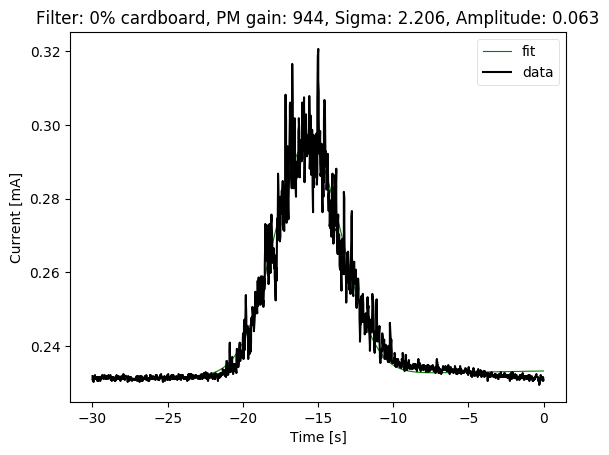 Filter: 0% cardboard, PM gain: 944, Sigma: 2.206, Amplitude: 0.063
fit
data
0.32
0.30
0.28
0.26
0.24
Current [mA]
−30
−25
−20
−15
−10
−5
0
Time [s]